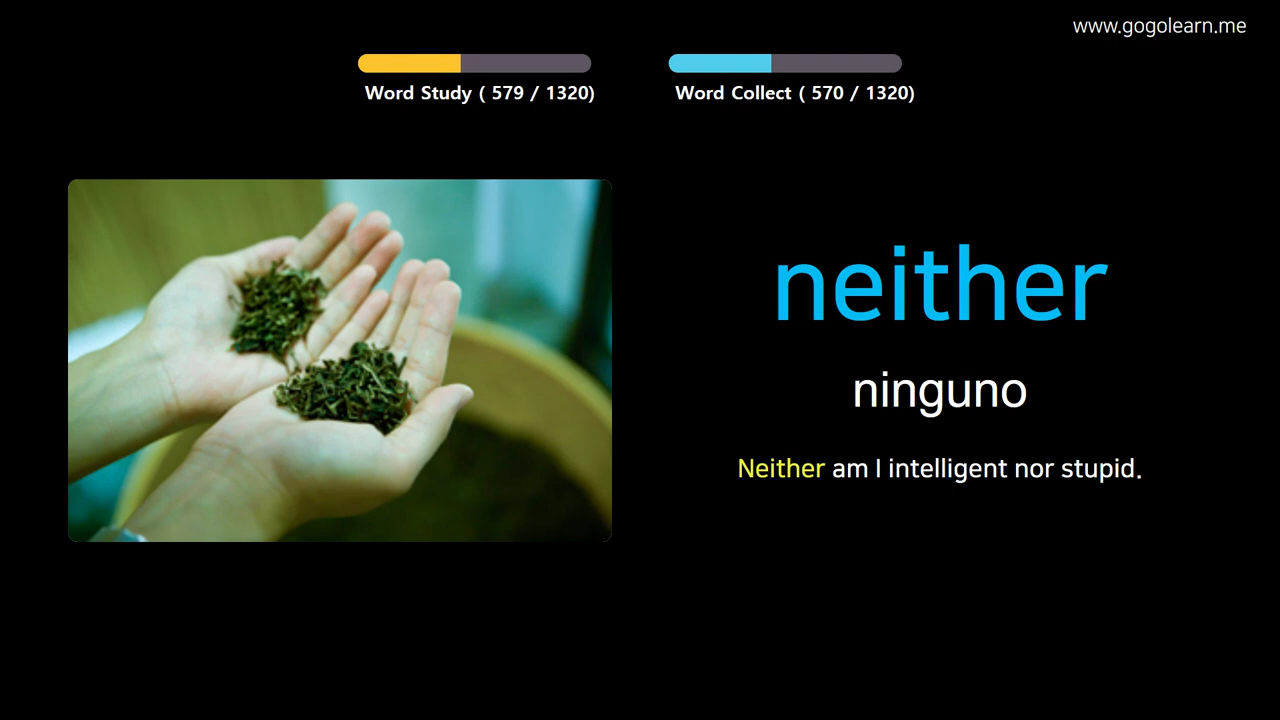 www.gogolearn.me
Word Study ( 579 / 1320)
Word Collect ( 570 / 1320)
neither
ninguno
Neither am I intelligent nor stupid.